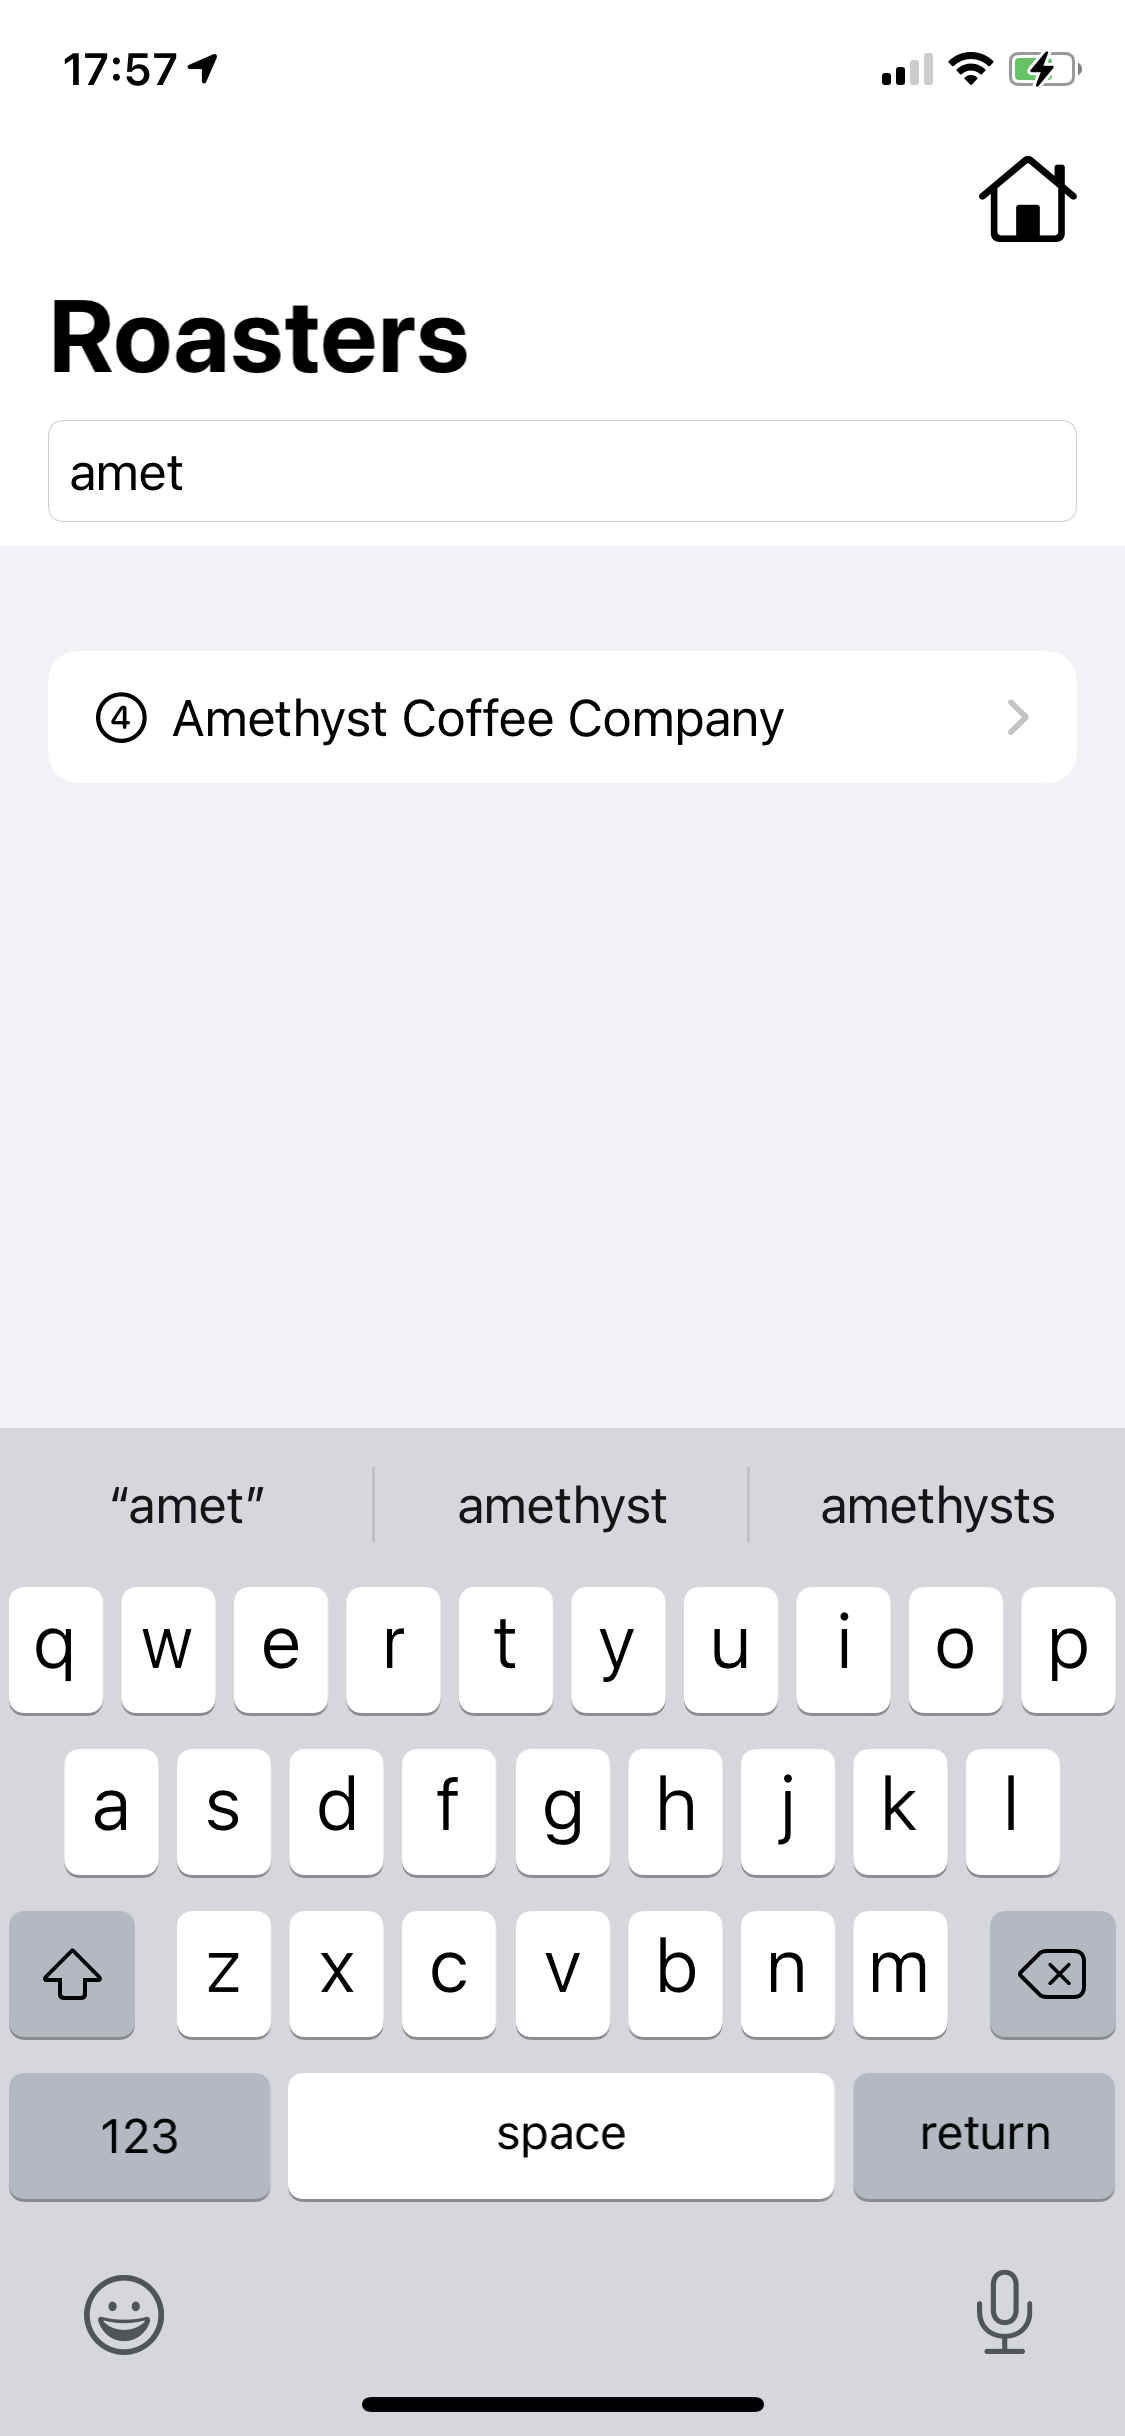 17:57
Roasters
amet
4 Amethyst Coffee Company
“amet” amethyst amethysts
q w e r t y u i o p
a s d f g h j k l
z x c v b n m
123 space return